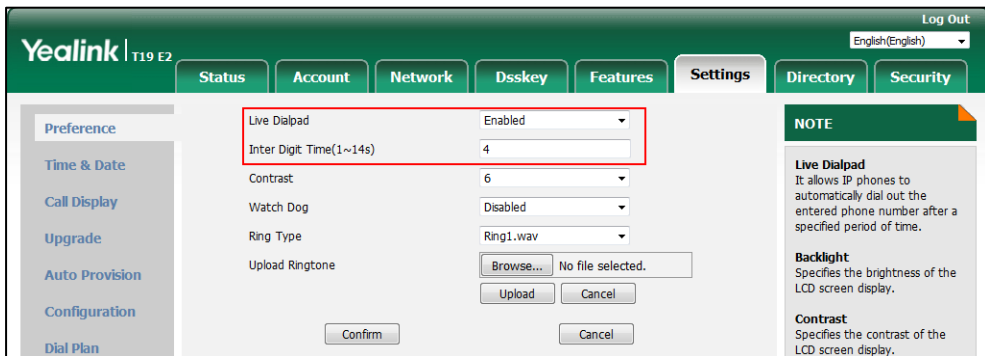 Log Out
Yealink T19 E2
English(English)
Status Account Network Dsskey Features Settings Directory Security
Preference
Time & Date
Call Display
Upgrade
Auto Provision
Configuration
Dial Plan
Live Dialpad Enabled
Inter Digit Time(1~14s) 4
Contrast 6
Watch Dog Disabled
Ring Type Ring1.wav
Upload Ringtone Browse... No file selected.
Upload Cancel
Confirm Cancel
NOTE
Live Dialpad
It allows IP phones to
automatically dial out the
entered phone number after a
specified period of time.
Backlight
Specifies the brightness of the
LCD screen display.
Contrast
Specifies the contrast of the
LCD screen display.